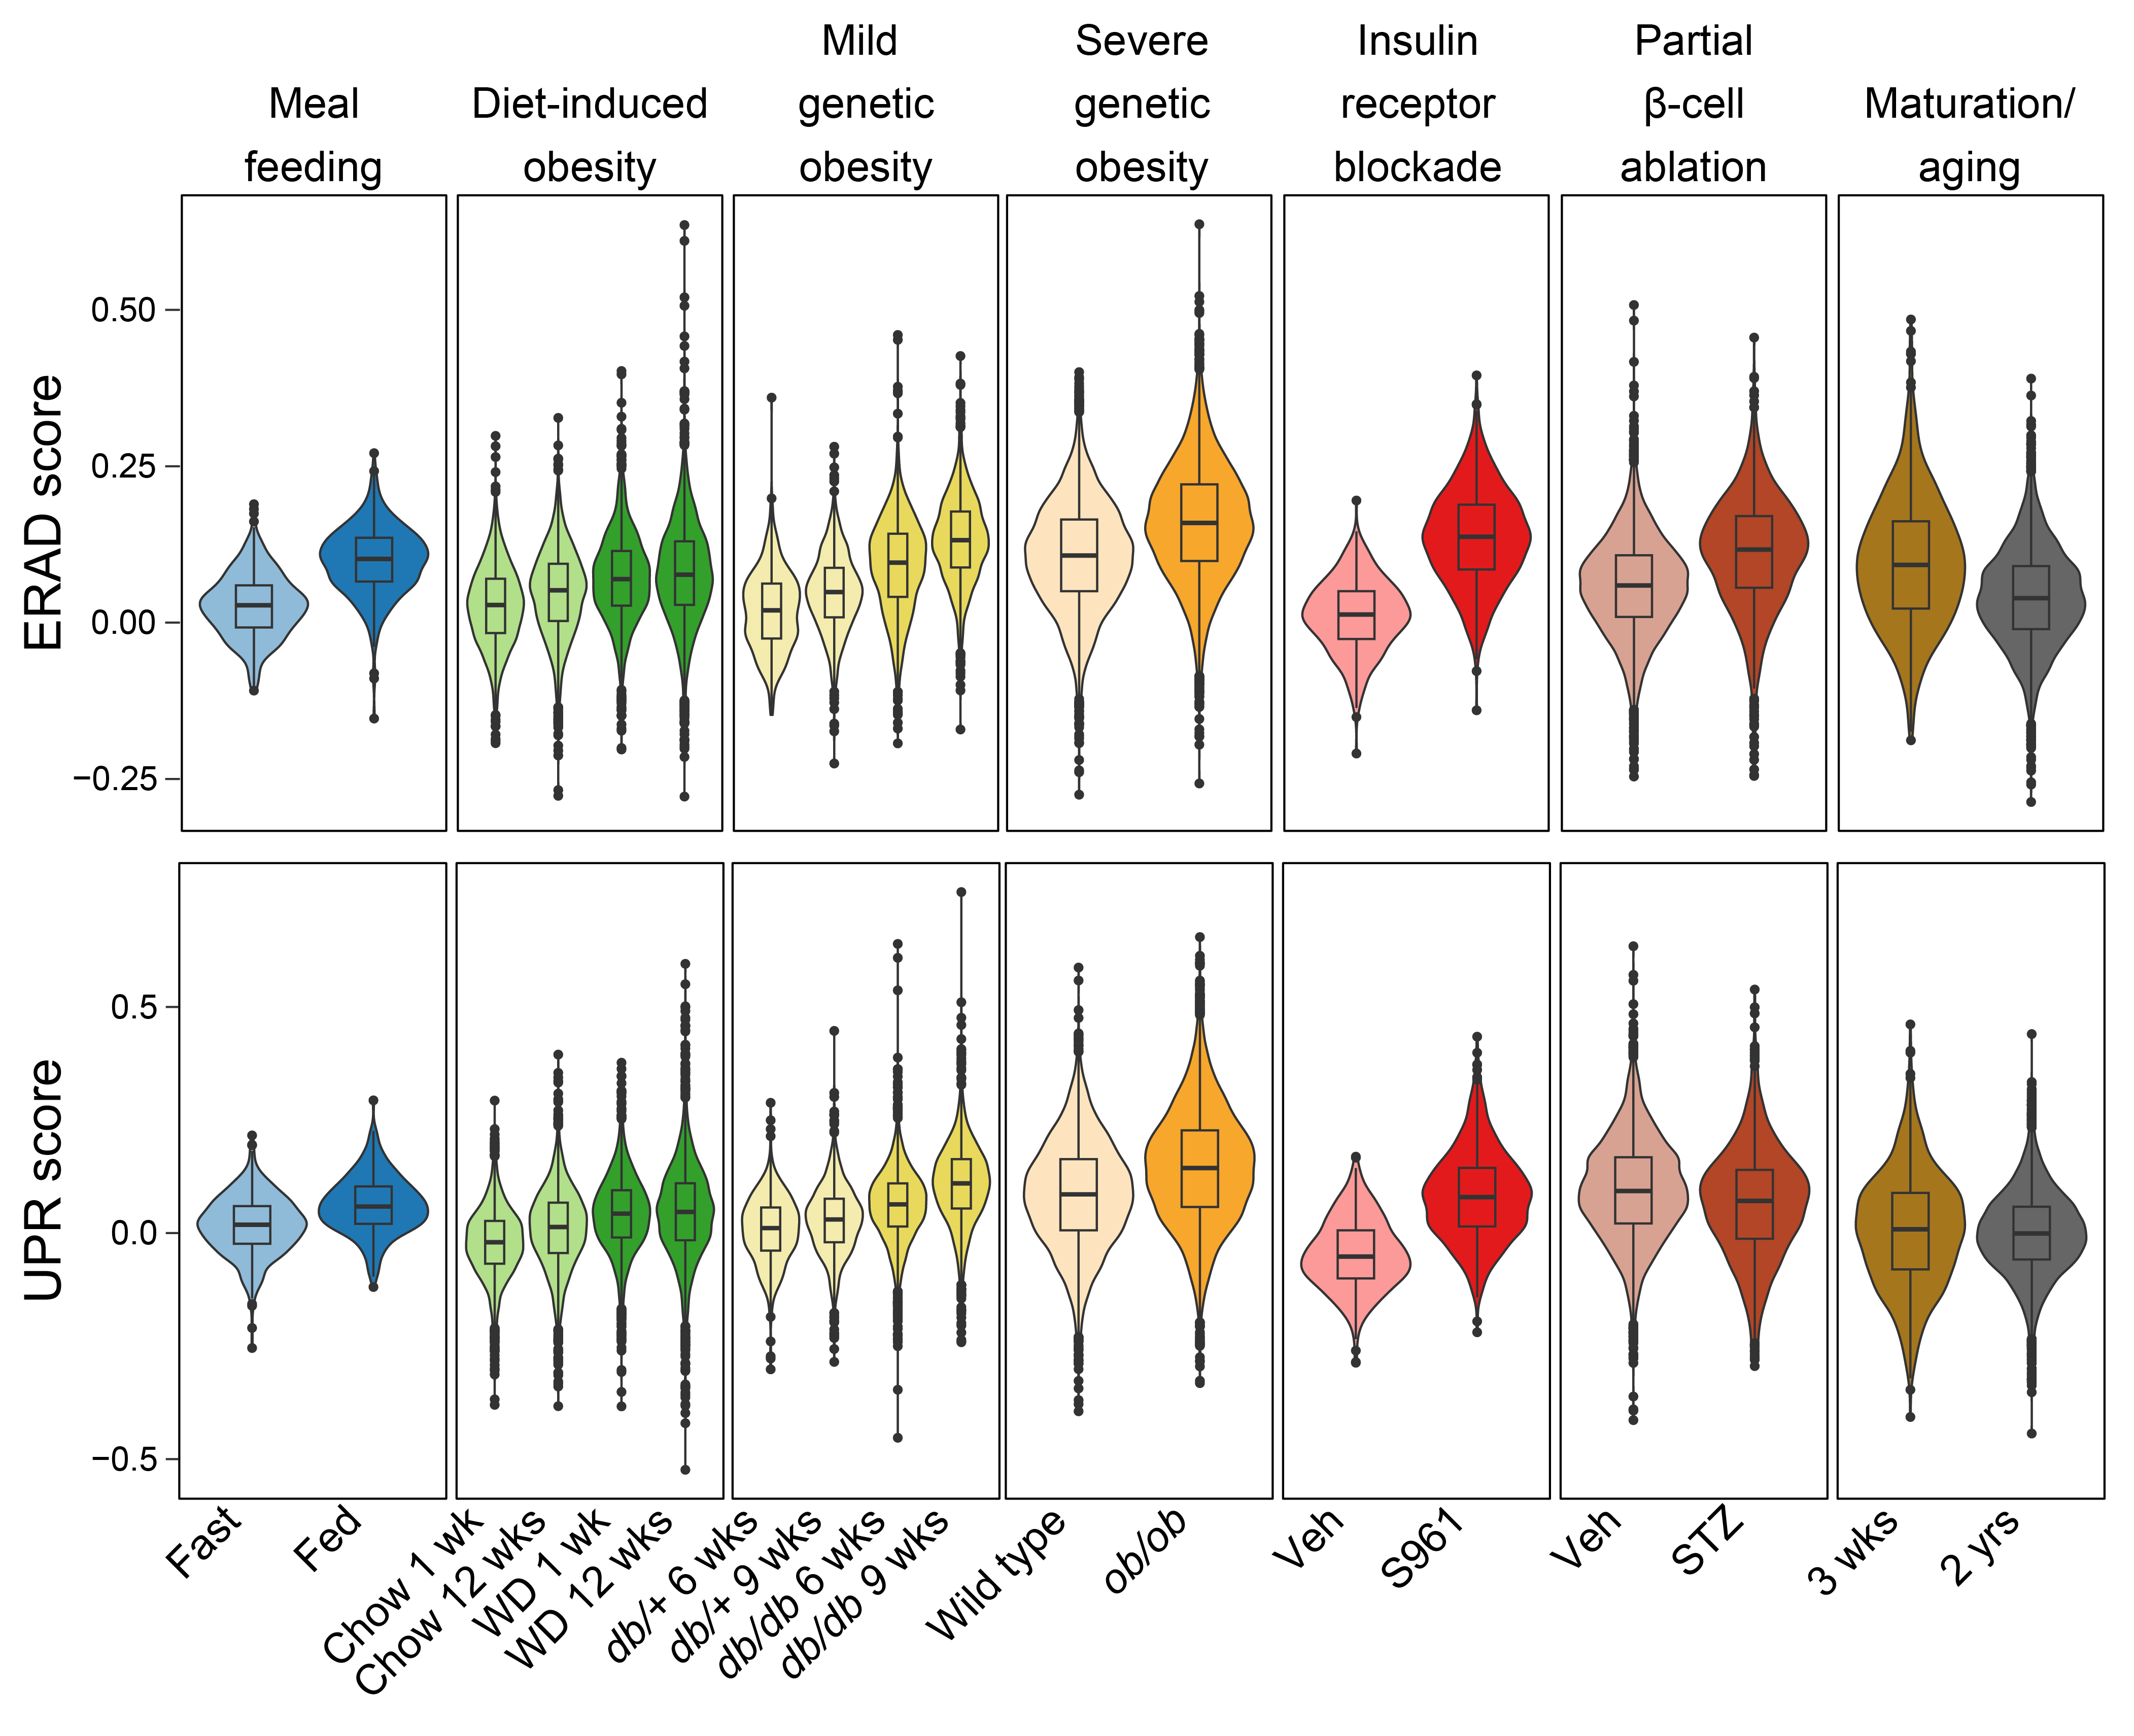 Meal
feeding
Diet-induced
obesity
Mild
genetic
obesity
Severe
genetic
obesity
Insulin
receptor
blockade
Partial
β-cell
ablation
Maturation/
aging
ERAD score
0.50
0.25
0.00
−0.25
UPR score
0.5
0.0
−0.5
Fast
Fed
Chow 1 wk
Chow 12 wks
WD 1 wk
WD 12 wks
db/+ 6 wks
db/+ 9 wks
db/db 6 wks
db/db 9 wks
Wild type
ob/ob
Veh
S961
Veh
STZ
3 wks
2 yrs